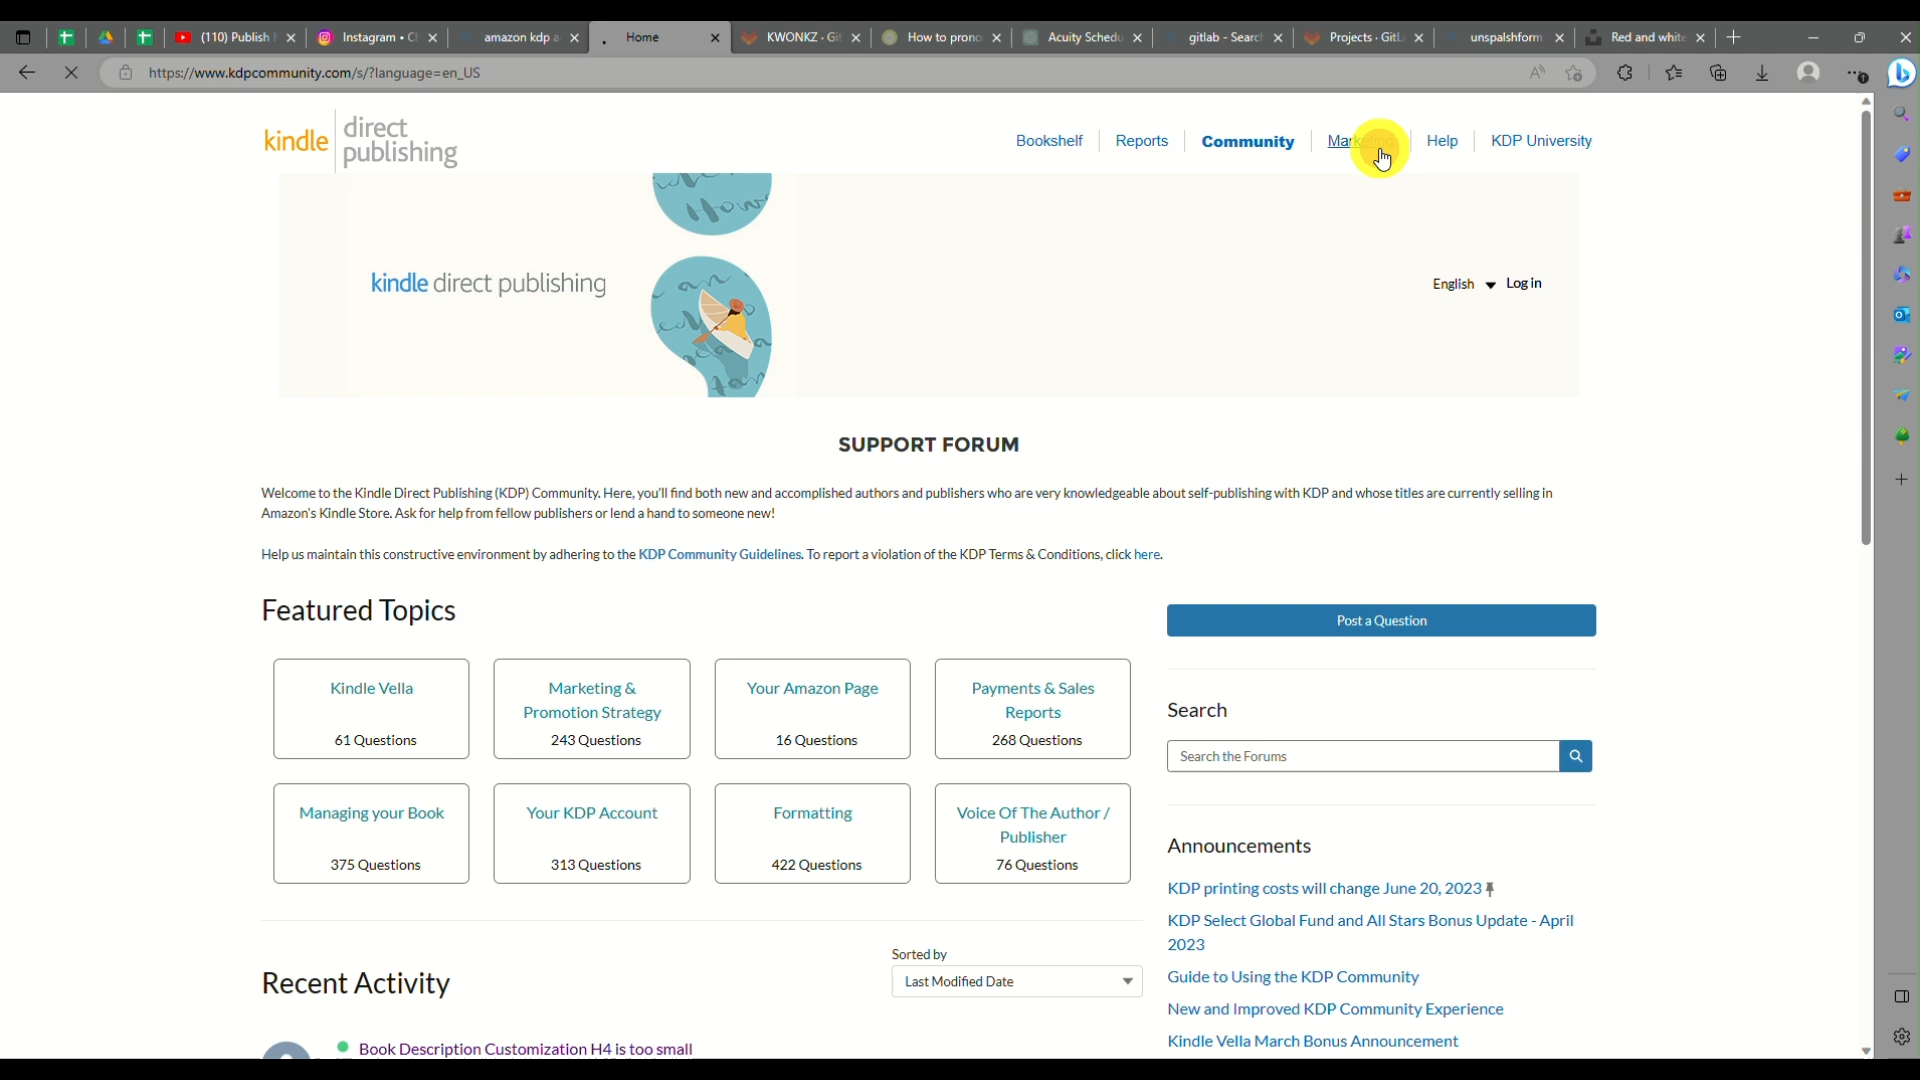 (110) Publish
Instagram • C
amazon kdp a
Home
KWONKZ · Git
How to prono
Acuity Schedu
gitlab - Search
Projects · GitL
unspalshform
Red and white
https://www.kdpcommunity.com/s/?language=en_US
kindle direct publishing
Bookshelf
Reports
Community
Marketing
Help
KDP University
kindle direct publishing
English
Log in
SUPPORT FORUM
Welcome to the Kindle Direct Publishing (KDP) Community. Here, you'll find both new and accomplished authors and publishers who are very knowledgeable about self-publishing with KDP and whose titles are currently selling in
Amazon's Kindle Store. Ask for help from fellow publishers or lend a hand to someone new!
Help us maintain this constructive environment by adhering to the KDP Community Guidelines. To report a violation of the KDP Terms & Conditions, click here.
Featured Topics
Kindle Vella
61 Questions
Marketing &
Promotion Strategy
243 Questions
Your Amazon Page
16 Questions
Payments & Sales
Reports
268 Questions
Managing your Book
375 Questions
Your KDP Account
313 Questions
Formatting
422 Questions
Voice Of The Author /
Publisher
76 Questions
Post a Question
Search
Search the Forums
Announcements
KDP printing costs will change June 20, 2023
KDP Select Global Fund and All Stars Bonus Update - April
2023
Guide to Using the KDP Community
New and Improved KDP Community Experience
Kindle Vella March Bonus Announcement
Sorted by
Last Modified Date
Recent Activity
Book Description Customization H4 is too small